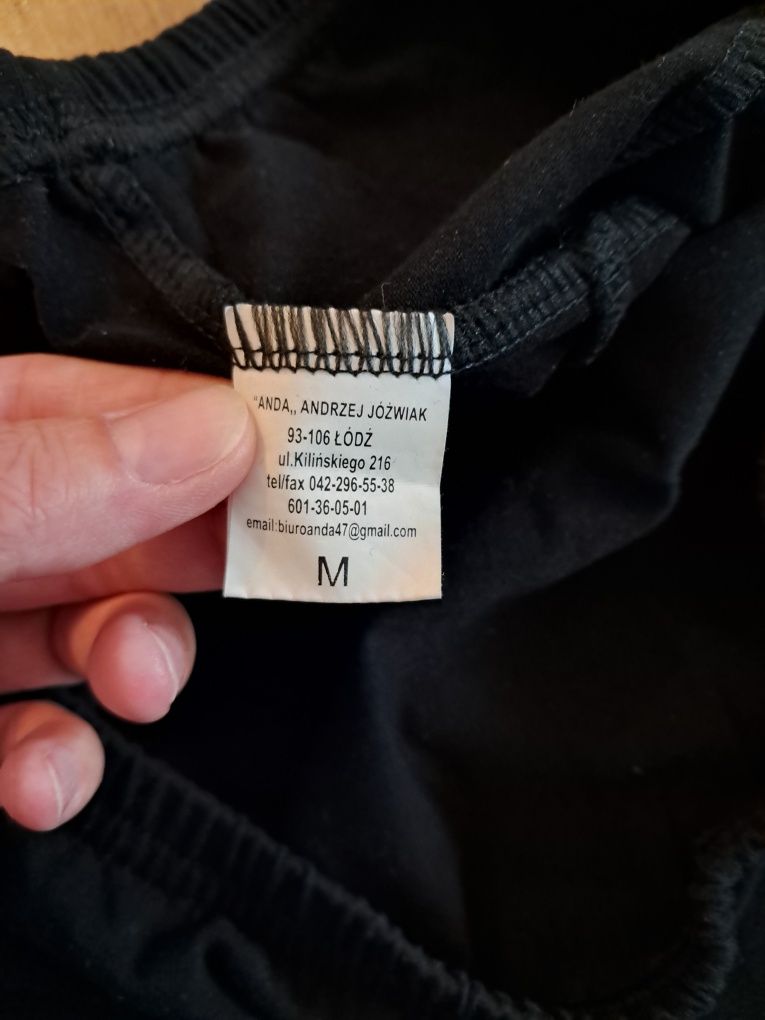 "ANDA,, ANDRZEJ JÓŹWIAK
93-106 ŁÓDŹ
ul.Kilińskiego 216
tel/fax 042-296-55-38
601-36-05-01
email:biuroanda47@gmail.com
M